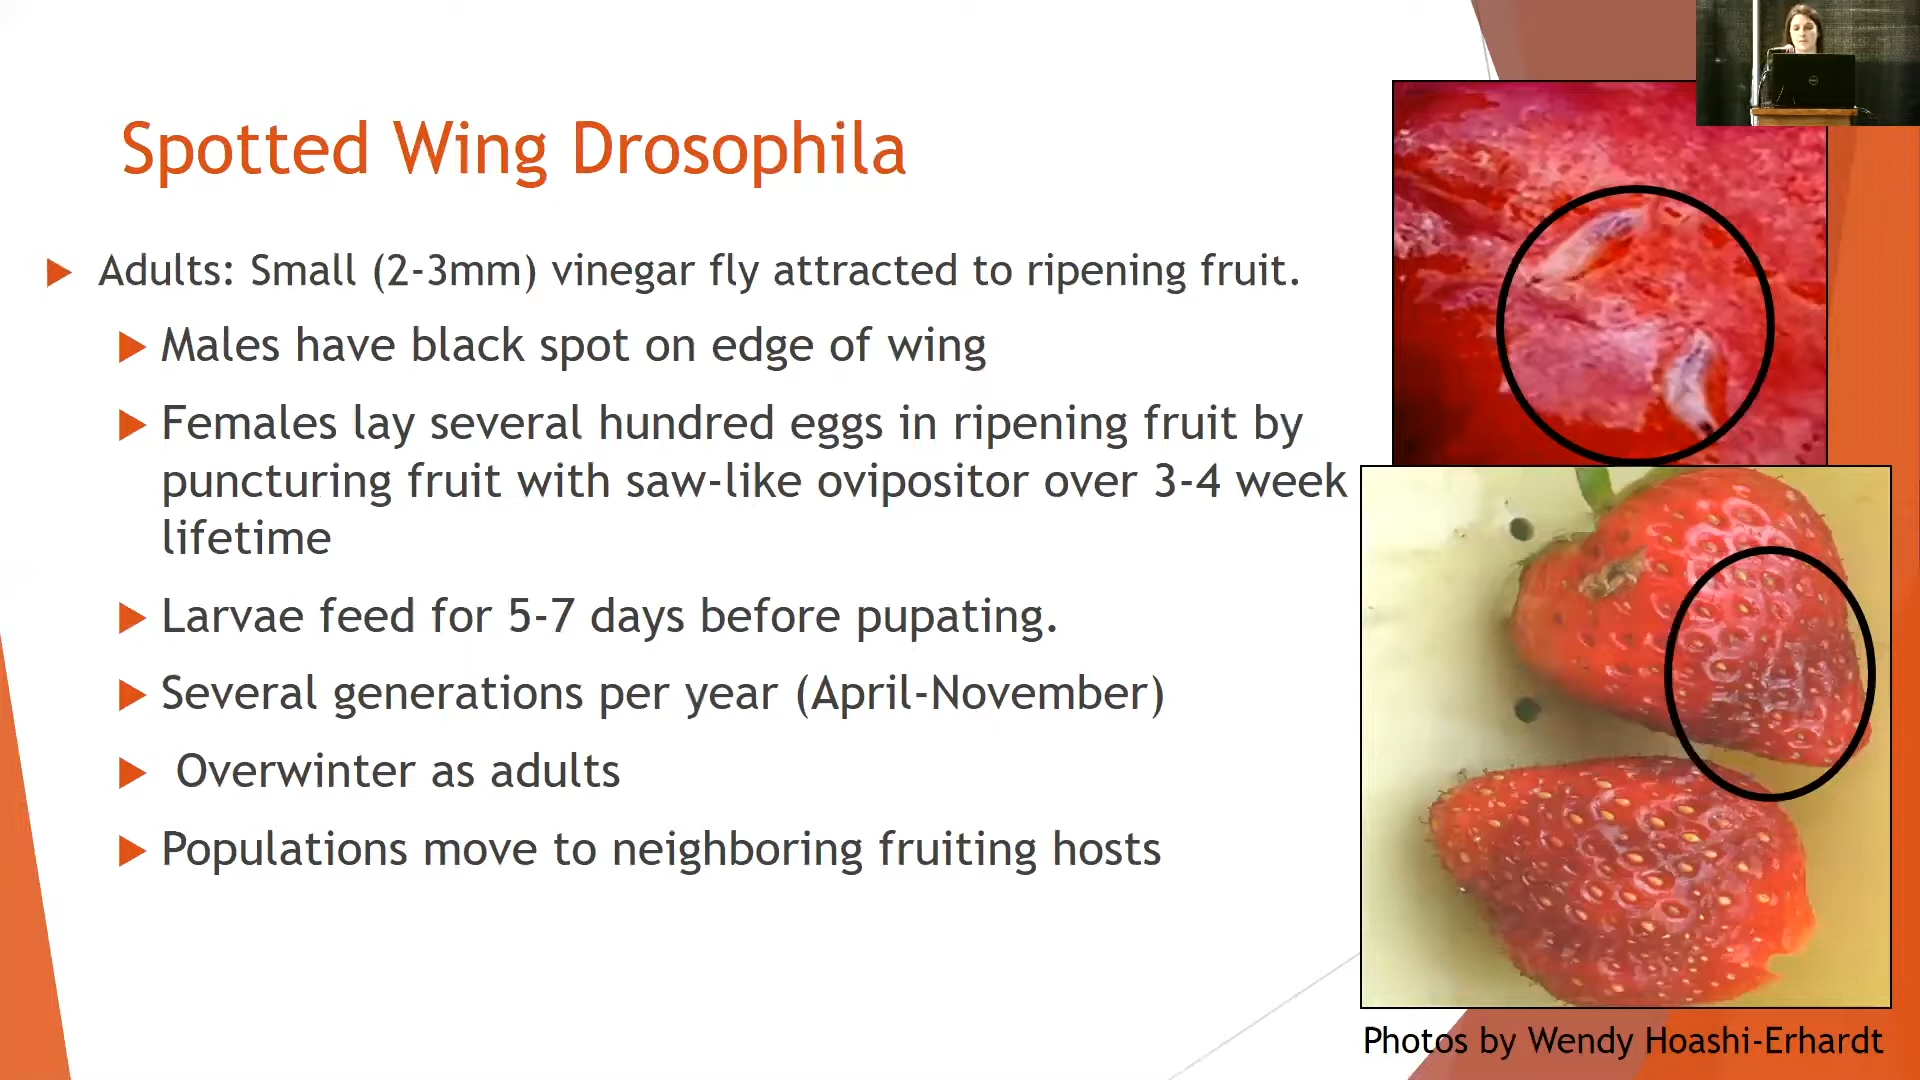 Spotted Wing Drosophila
Adults: Small (2-3mm) vinegar fly attracted to ripening fruit.
Males have black spot on edge of wing
Females lay several hundred eggs in ripening fruit by
puncturing fruit with saw-like ovipositor over 3-4 week
lifetime
Larvae feed for 5-7 days before pupating.
Several generations per year (April-November)
Overwinter as adults
Populations move to neighboring fruiting hosts
Photos by Wendy Hoashi-Erhardt